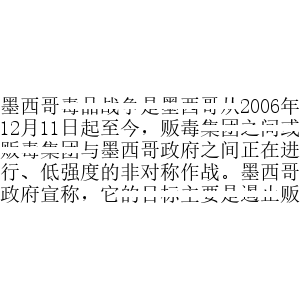 墨西哥毒品战争是墨西哥从2006年
12月11日起至今，贩毒集团之间或
贩毒集团与墨西哥政府之间正在进
行、低强度的非对称作战。墨西哥
政府宣称，它的目标主要是遏止贩